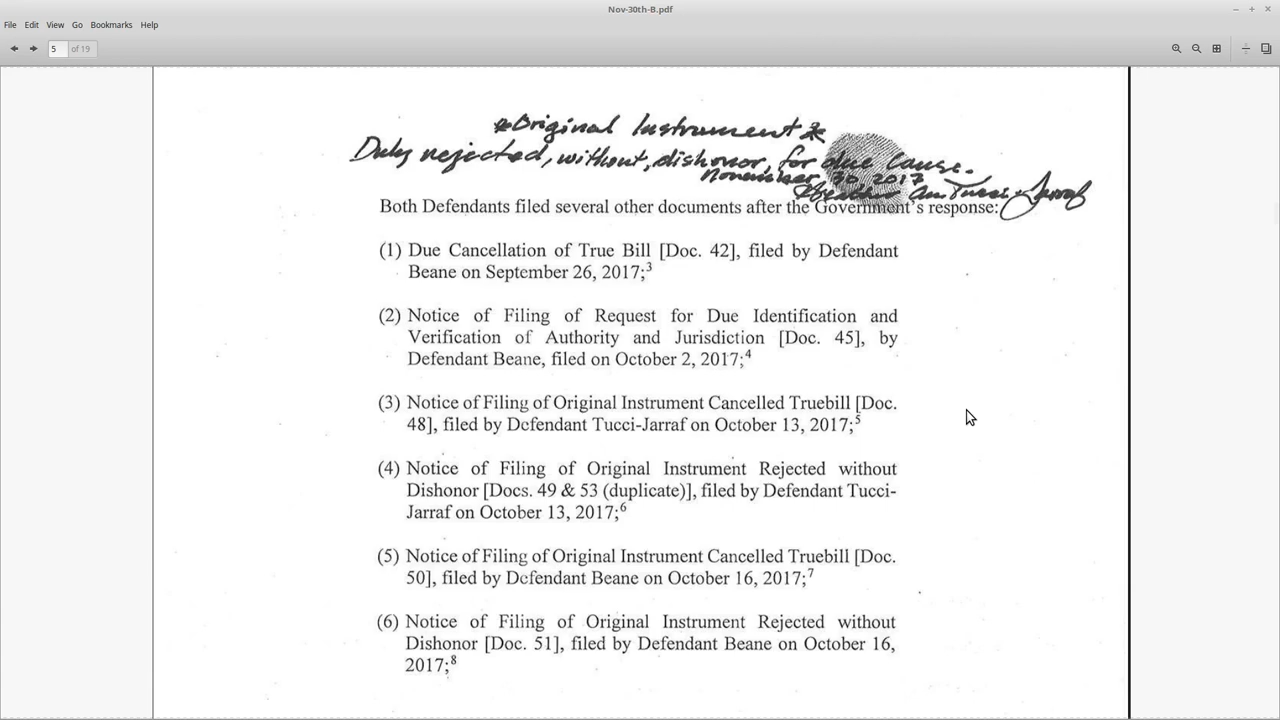 Nov-30th-B.pdf
File Edit View Go Bookmarks Help
5 of 19
*Original Instrument*
Duly rejected, without, dishonor, for due cause.
November 30 2017
Tucci-Jarraf
Both Defendants filed several other documents after the Government's response:
(1) Due Cancellation of True Bill [Doc. 42], filed by Defendant
Beane on September 26, 2017;3
(2) Notice of Filing of Request for Due Identification and
Verification of Authority and Jurisdiction [Doc. 45], by
Defendant Beane, filed on October 2, 2017;4
(3) Notice of Filing of Original Instrument Cancelled Truebill [Doc.
48], filed by Defendant Tucci-Jarraf on October 13, 2017;5
(4) Notice of Filing of Original Instrument Rejected without
Dishonor [Docs. 49 & 53 (duplicate)], filed by Defendant Tucci-
Jarraf on October 13, 2017;6
(5) Notice of Filing of Original Instrument Cancelled Truebill [Doc.
50], filed by Defendant Beane on October 16, 2017;7
(6) Notice of Filing of Original Instrument Rejected without
Dishonor [Doc. 51], filed by Defendant Beane on October 16,
2017;8